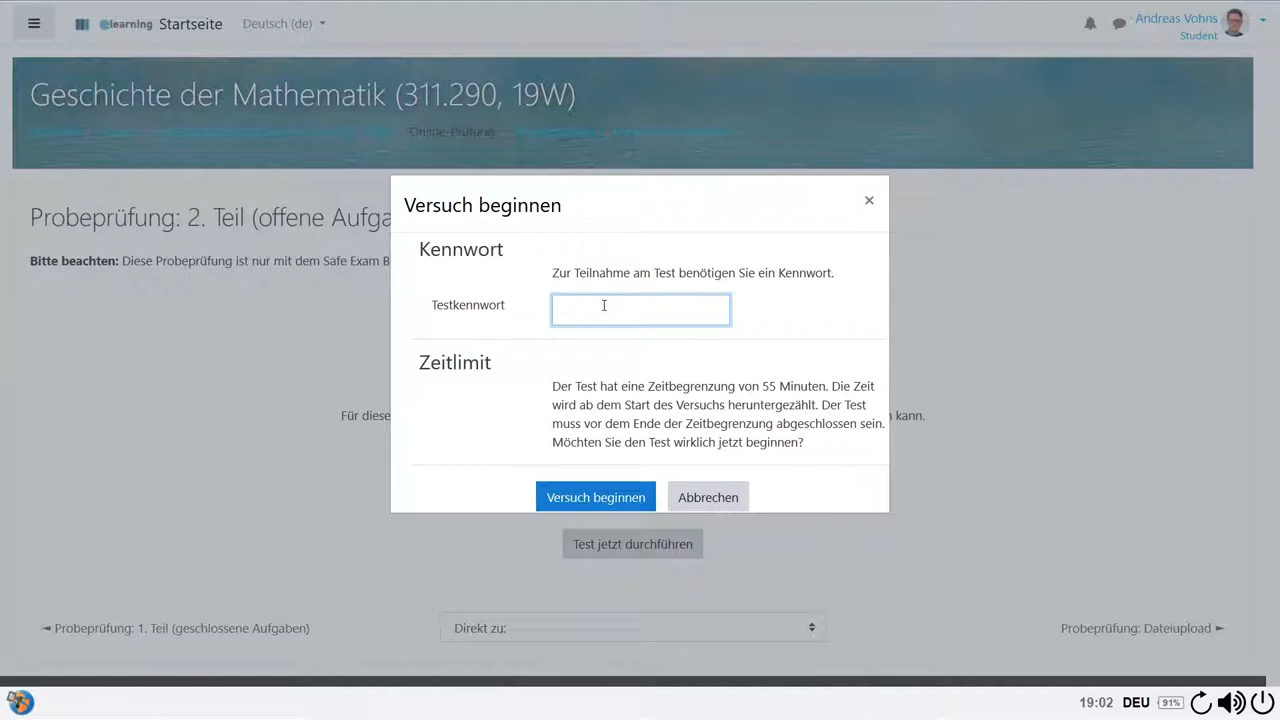 elearning Startseite Deutsch (de)
Andreas Vohns
Student
Geschichte der Mathematik (311.290, 19W)
Online-Prüfung
Versuch beginnen
×
Probeprüfung: 2. Teil (offene Aufga
Kennwort
Bitte beachten: Diese Probeprüfung ist nur mit dem Safe Exam B
Zur Teilnahme am Test benötigen Sie ein Kennwort.
Testkennwort
Zeitlimit
Der Test hat eine Zeitbegrenzung von 55 Minuten. Die Zeit
wird ab dem Start des Versuchs heruntergezählt. Der Test
muss vor dem Ende der Zeitbegrenzung abgeschlossen sein.
Möchten Sie den Test wirklich jetzt beginnen?
Für diese
kann.
Versuch beginnen Abbrechen
Test jetzt durchführen
◄ Probeprüfung: 1. Teil (geschlossene Aufgaben)
Direkt zu:
Probeprüfung: Dateiupload ►
19:02 DEU 91%